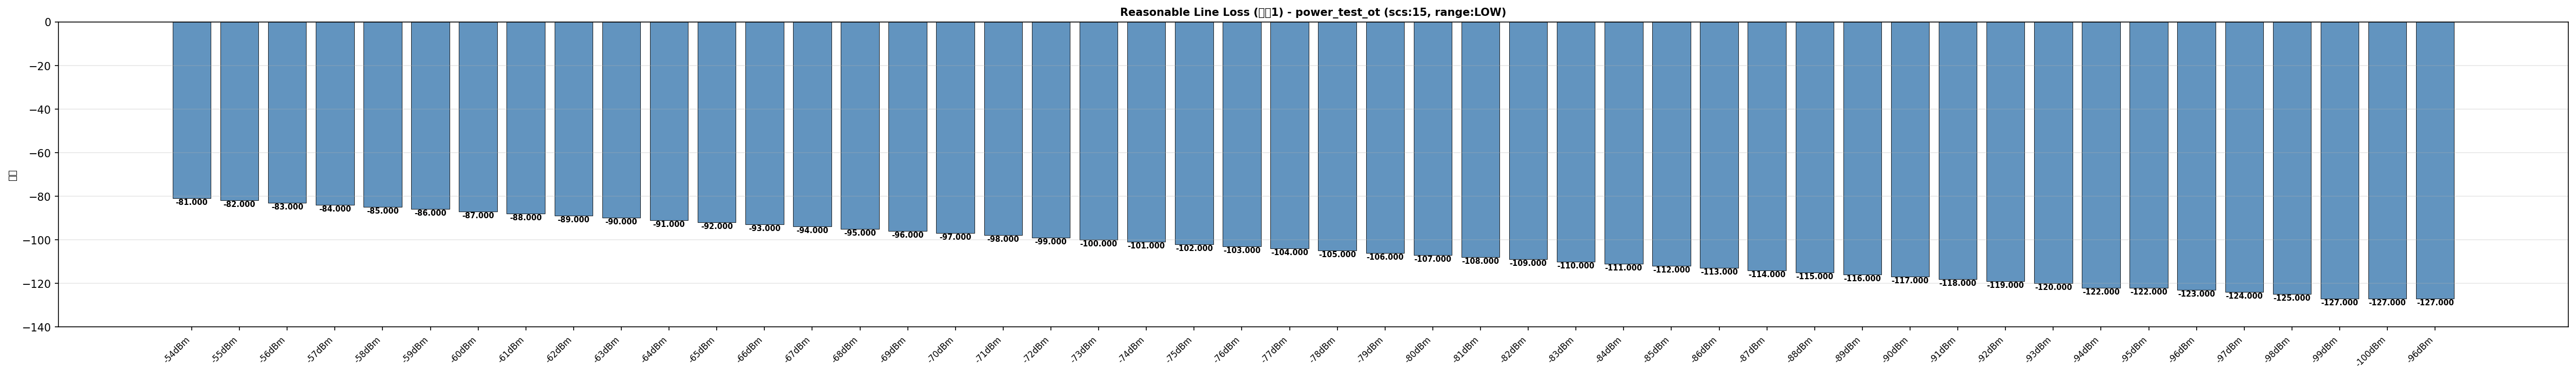 Reasonable Line Loss (1) - power_test_ot (scs:15, range:LOW)
0
−20
−40
−60
−80
−100
−120
−140
-81.000 -82.000 -83.000 -84.000 -85.000 -86.000 -87.000 -88.000 -89.000 -90.000 -91.000 -92.000 -93.000 -94.000 -95.000 -96.000 -97.000 -98.000 -99.000 -100.000 -101.000 -102.000 -103.000 -104.000 -105.000 -106.000 -107.000 -108.000 -109.000 -110.000 -111.000 -112.000 -113.000 -114.000 -115.000 -116.000 -117.000 -118.000 -119.000 -120.000 -122.000 -122.000 -123.000 -124.000 -125.000 -127.000 -127.000 -127.000
-54dBm -55dBm -56dBm -57dBm -58dBm -59dBm -60dBm -61dBm -62dBm -63dBm -64dBm -65dBm -66dBm -67dBm -68dBm -69dBm -70dBm -71dBm -72dBm -73dBm -74dBm -75dBm -76dBm -77dBm -78dBm -79dBm -80dBm -81dBm -82dBm -83dBm -84dBm -85dBm -86dBm -87dBm -88dBm -89dBm -90dBm -91dBm -92dBm -93dBm -94dBm -95dBm -96dBm -97dBm -98dBm -99dBm -100dBm -96dBm